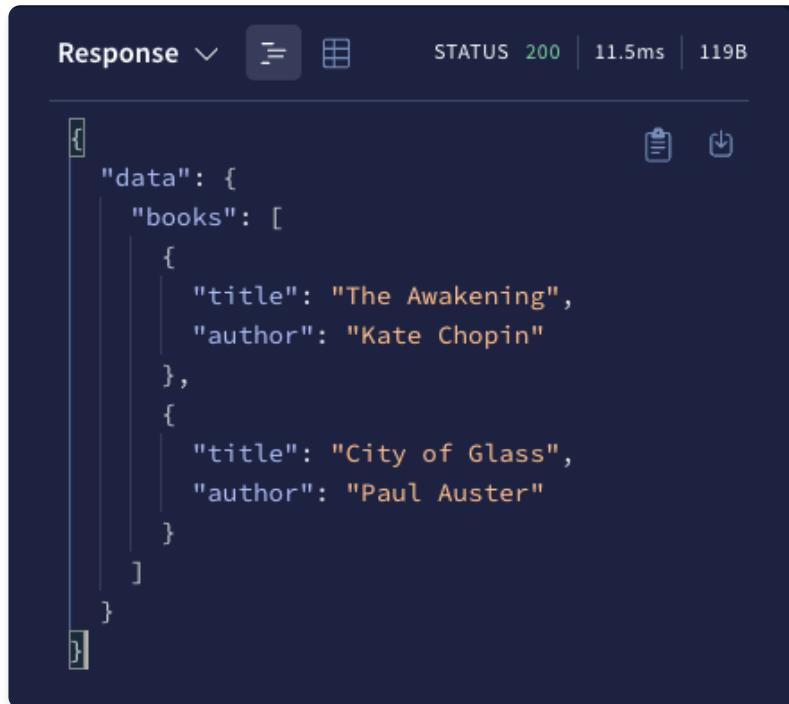 Response STATUS 200 11.5ms 119B
{
"data": {
"books": [
{
"title": "The Awakening",
"author": "Kate Chopin"
},
{
"title": "City of Glass",
"author": "Paul Auster"
}
]
}
}